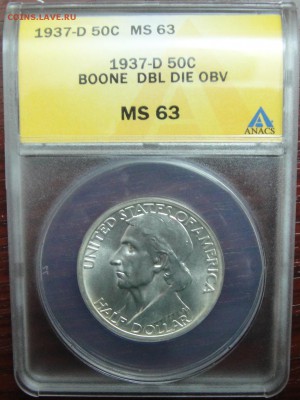 COINS.LAVE.RU
1937-D 50C MS 63
1937-D 50C
BOONE DBL DIE OBV
MS 63
ANACS
UNITED STATES OF AMERICA
HALF DOLLAR